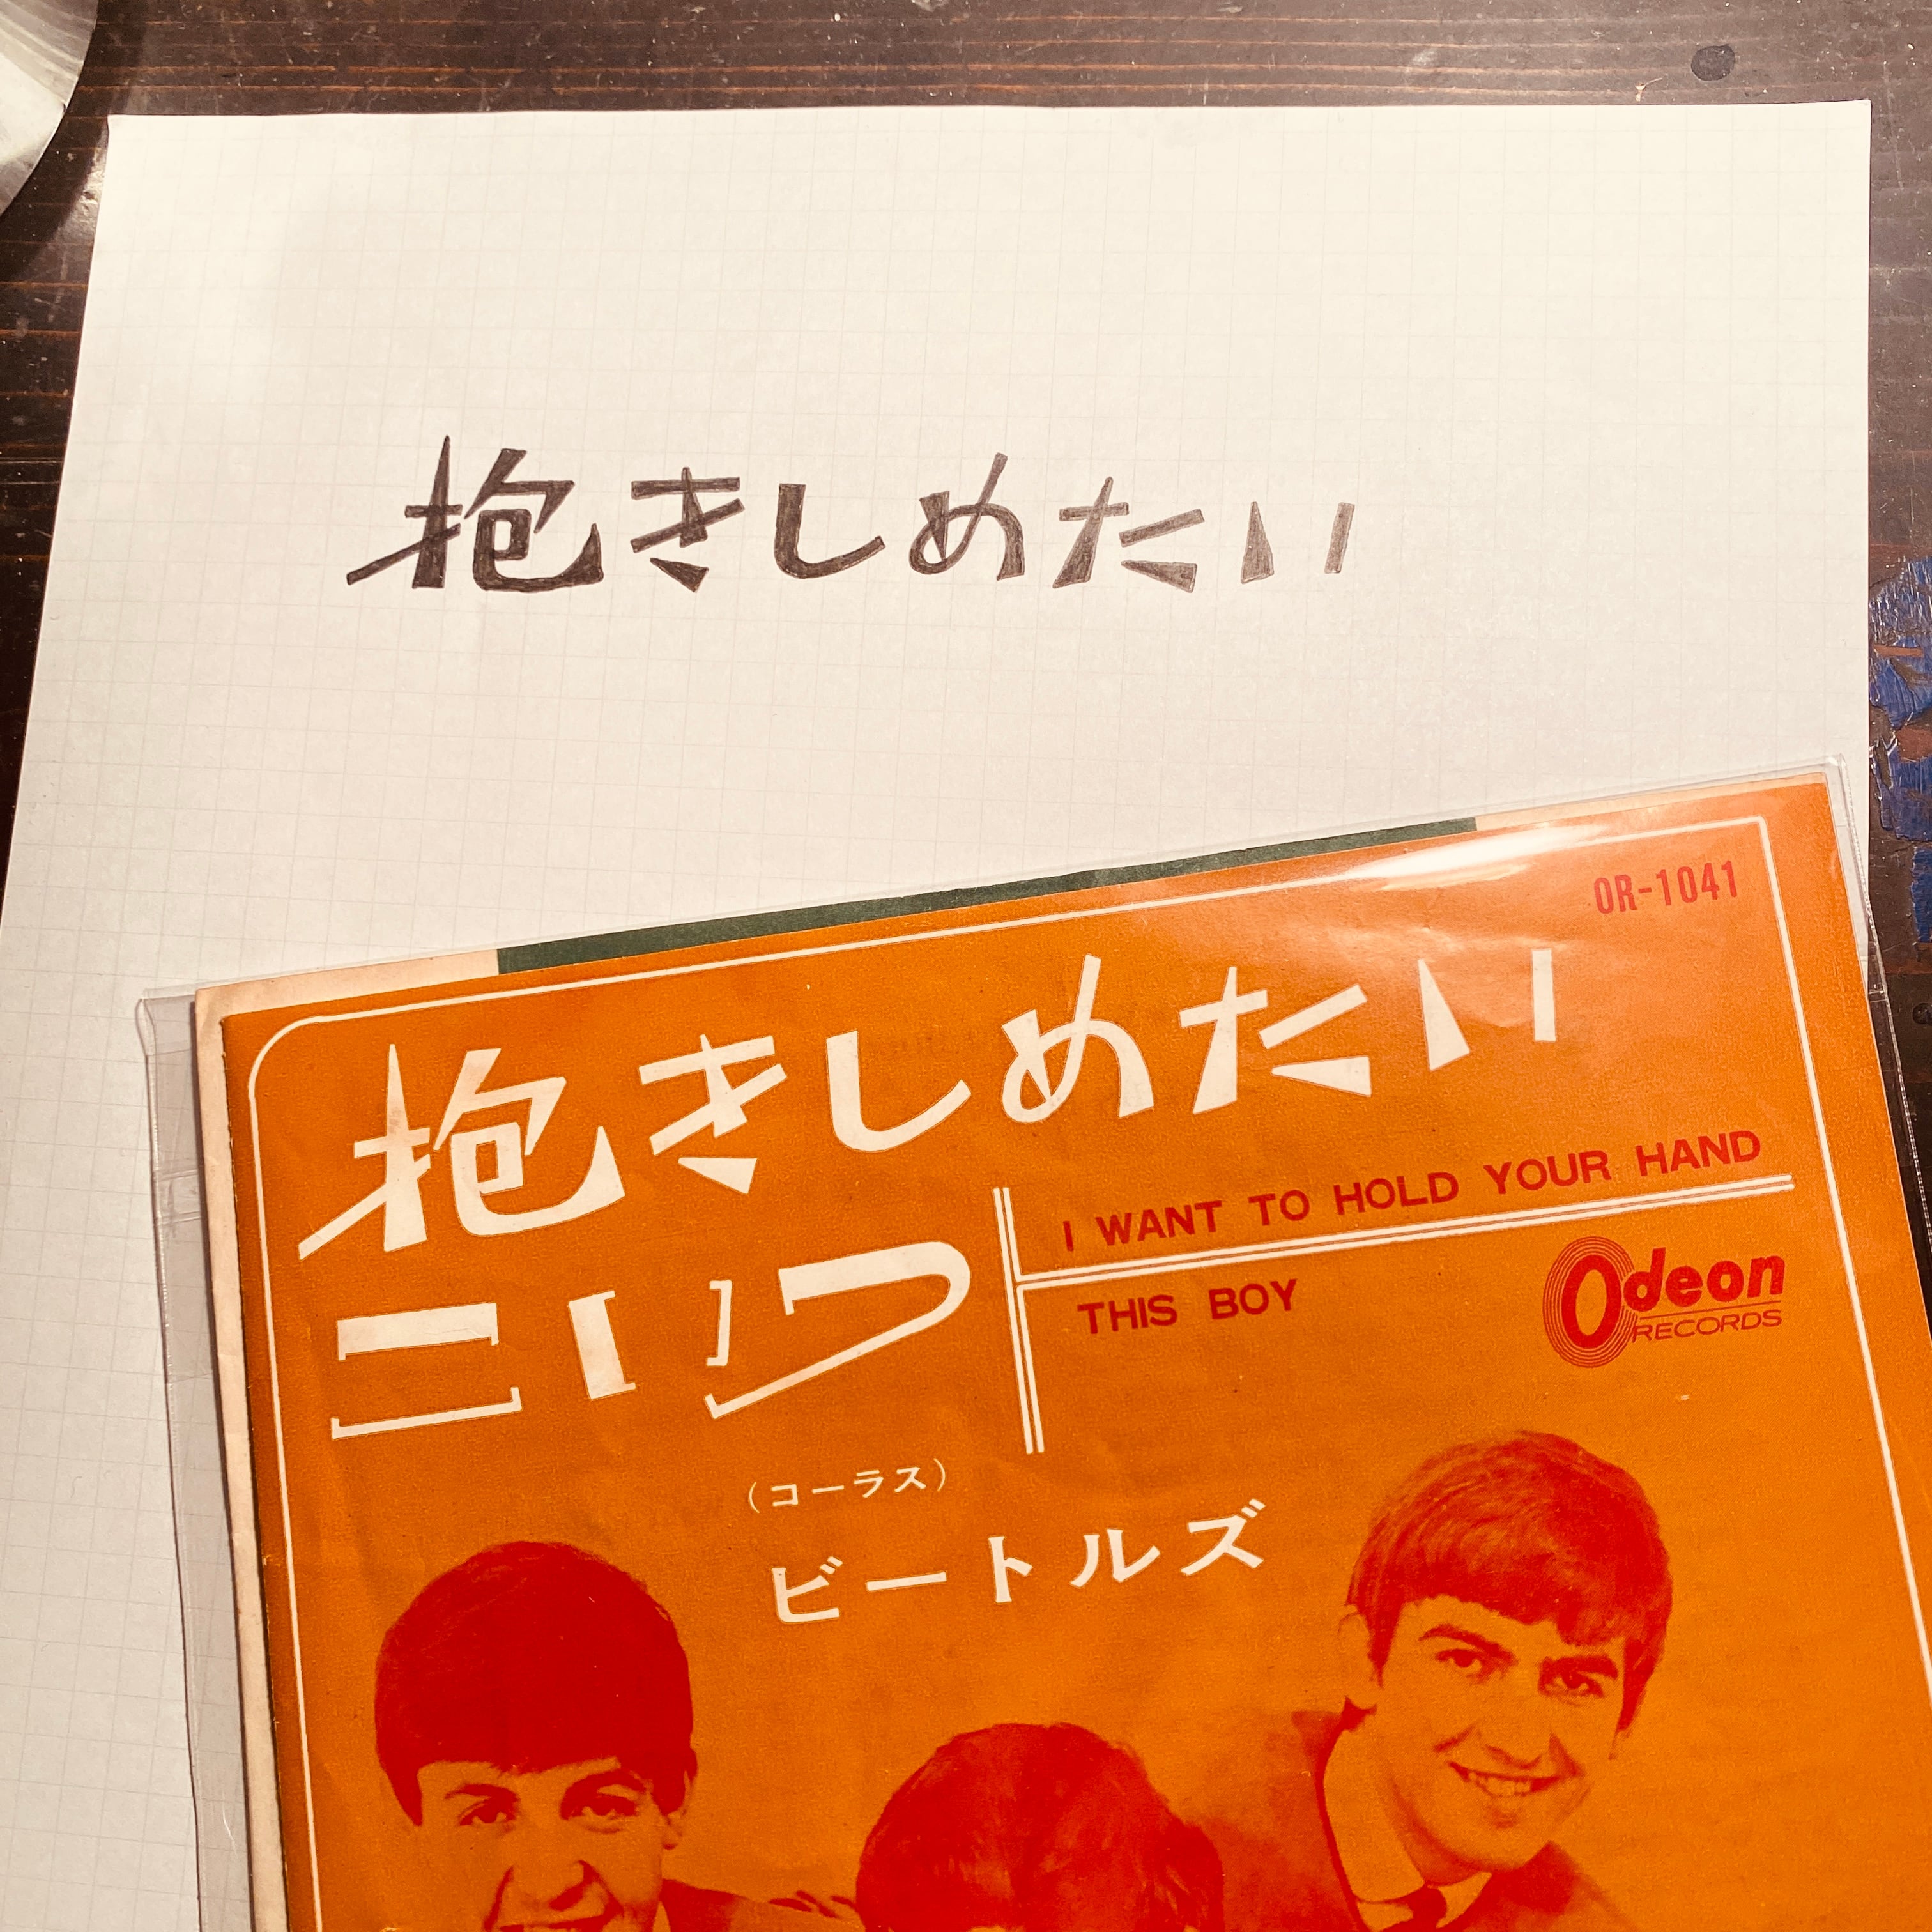 抱きしめたい
OR-1041
抱きしめたい
I WANT TO HOLD YOUR HAND
こいつ
THIS BOY
Odeon
RECORDS
(コーラス)
ビートルズ